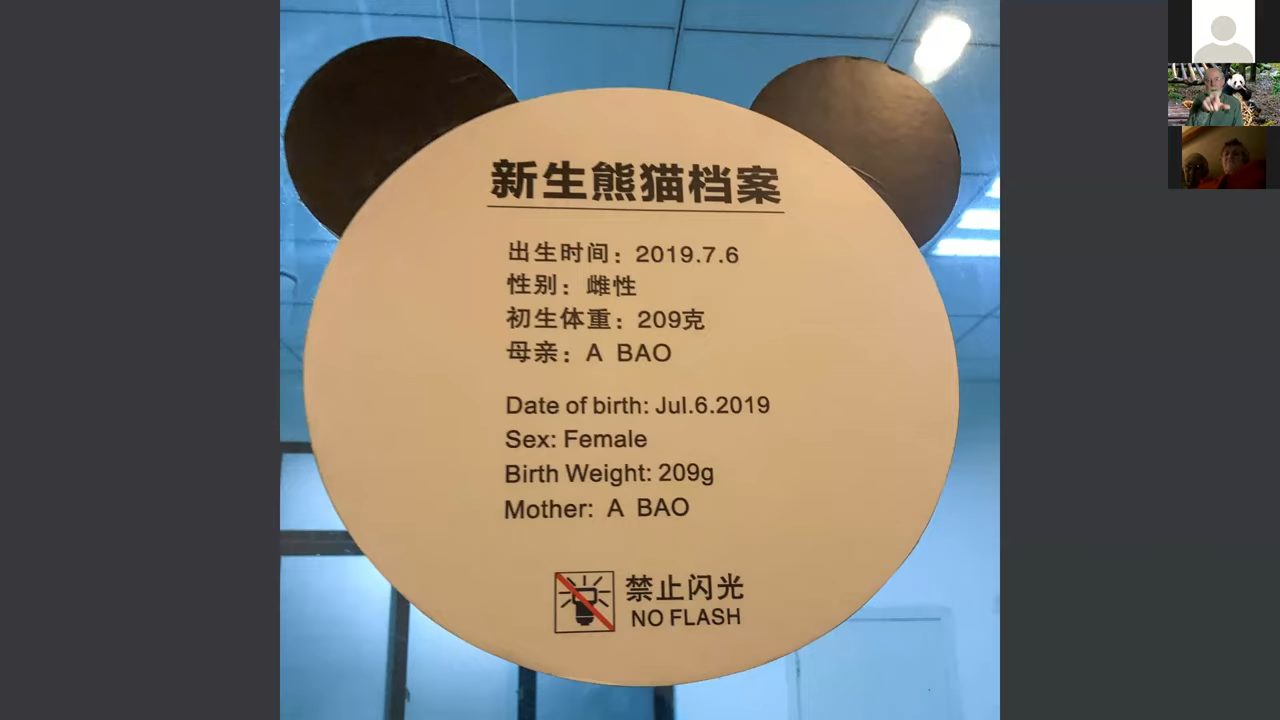 新生熊猫档案
出生时间：2019.7.6
性别：雌性
初生体重：209克
母亲：A BAO
Date of birth: Jul.6.2019
Sex: Female
Birth Weight: 209g
Mother: A BAO
禁止闪光
NO FLASH